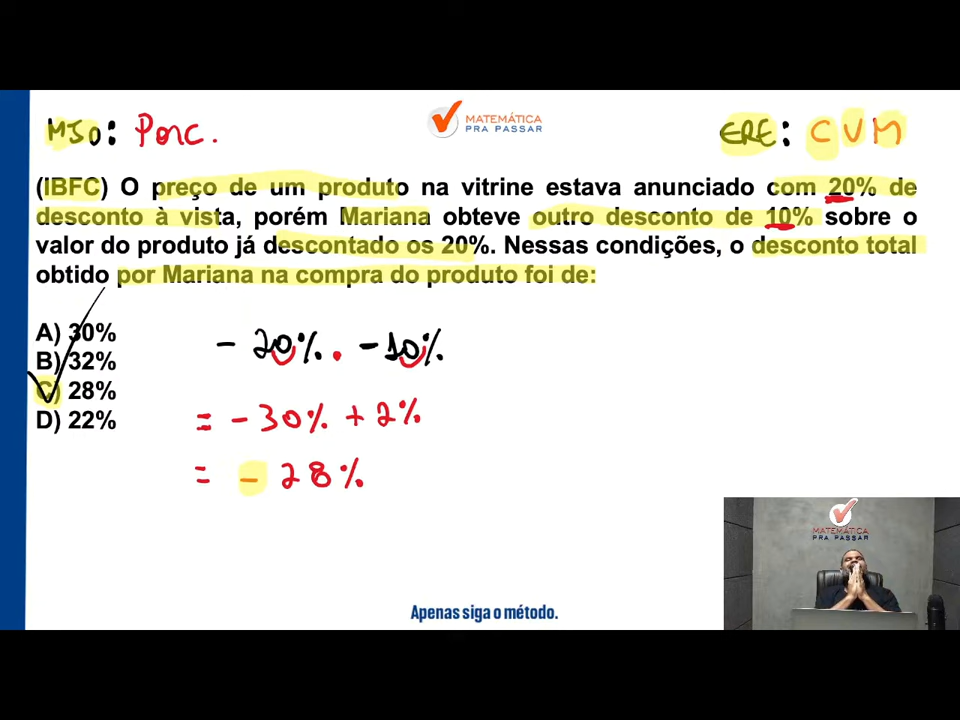 MJO: Porc.
MATEMÁTICA
PRA PASSAR
ERE: CVM
(IBFC) O preço de um produto na vitrine estava anunciado com 20% de
desconto à vista, porém Mariana obteve outro desconto de 10% sobre o
valor do produto já descontado os 20%. Nessas condições, o desconto total
obtido por Mariana na compra do produto foi de:
A) 30%
B) 32%
C) 28%
D) 22%
- 20% . - 10%
= - 30% + 2%
= - 28%
MATEMÁTICA
PRA PASSAR
Apenas siga o método.